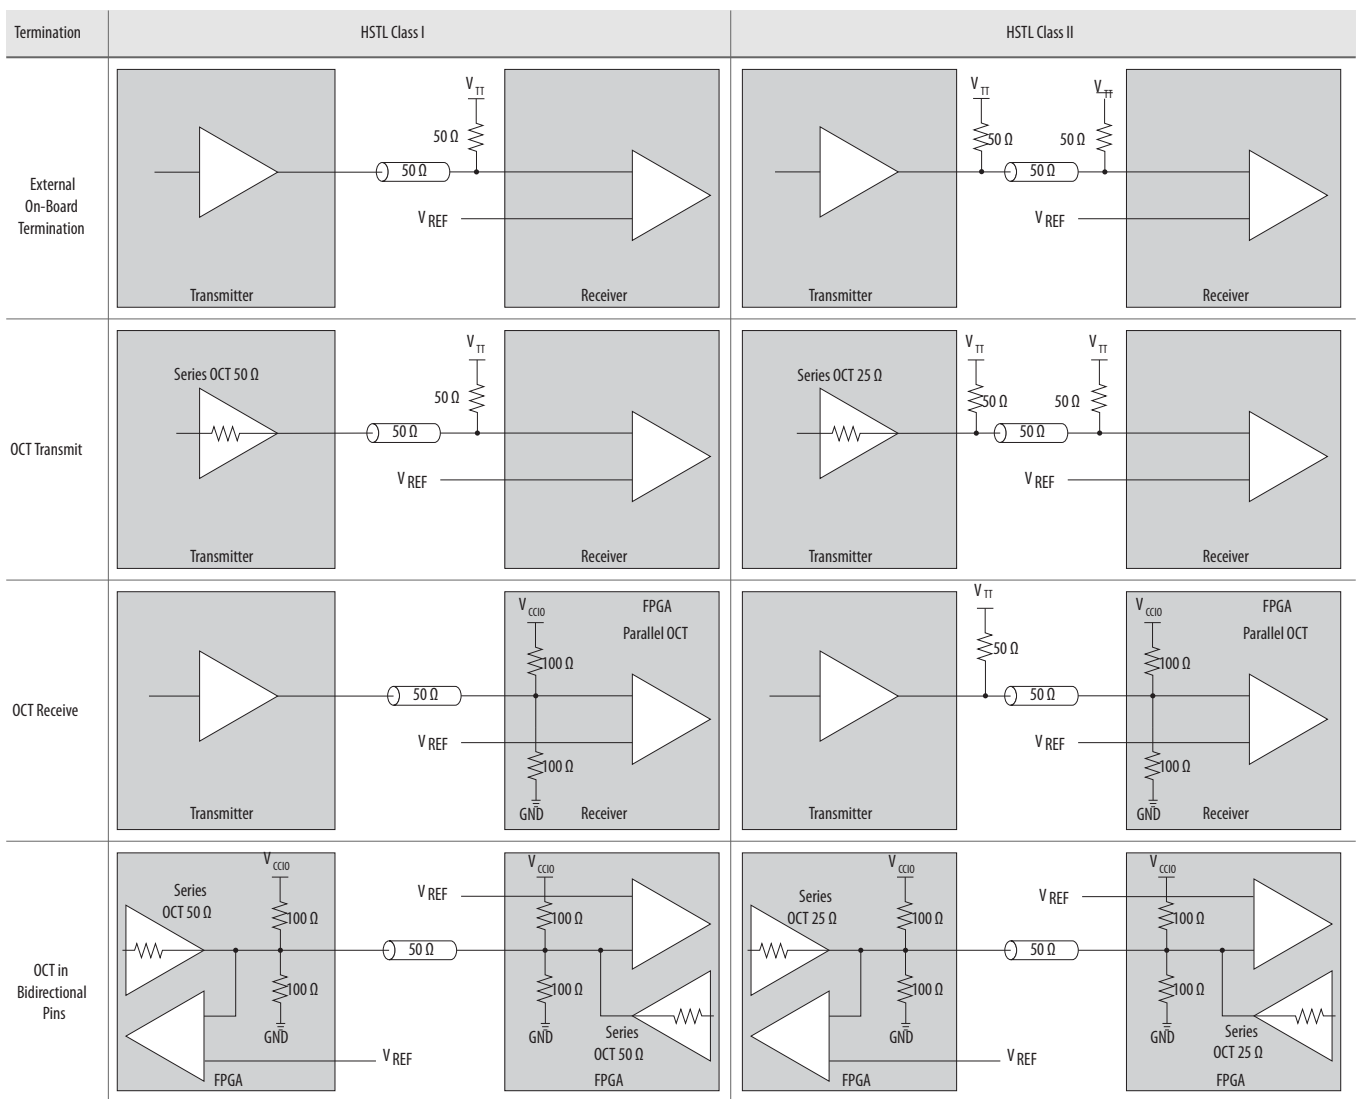 Termination
HSTL Class I
HSTL Class II
External
On-Board
Termination
V TT
50 Ω
50 Ω
V REF
Transmitter
Receiver
V TT
V TT
50 Ω
50 Ω
50 Ω
V REF
Transmitter
Receiver
OCT Transmit
Series OCT 50 Ω
V TT
50 Ω
50 Ω
V REF
Transmitter
Receiver
Series OCT 25 Ω
V TT
V TT
50 Ω
50 Ω
50 Ω
V REF
Transmitter
Receiver
OCT Receive
V CCIO
FPGA
Parallel OCT
100 Ω
50 Ω
V REF
100 Ω
GND
Transmitter
Receiver
V TT
50 Ω
V CCIO
FPGA
Parallel OCT
100 Ω
50 Ω
V REF
100 Ω
GND
Transmitter
Receiver
OCT in
Bidirectional
Pins
V CCIO
Series
OCT 50 Ω
100 Ω
100 Ω
GND
V REF
FPGA
50 Ω
V REF
V CCIO
100 Ω
100 Ω
GND
Series
OCT 50 Ω
FPGA
V CCIO
Series
OCT 25 Ω
100 Ω
100 Ω
GND
V REF
FPGA
50 Ω
V REF
V CCIO
100 Ω
100 Ω
GND
Series
OCT 25 Ω
FPGA